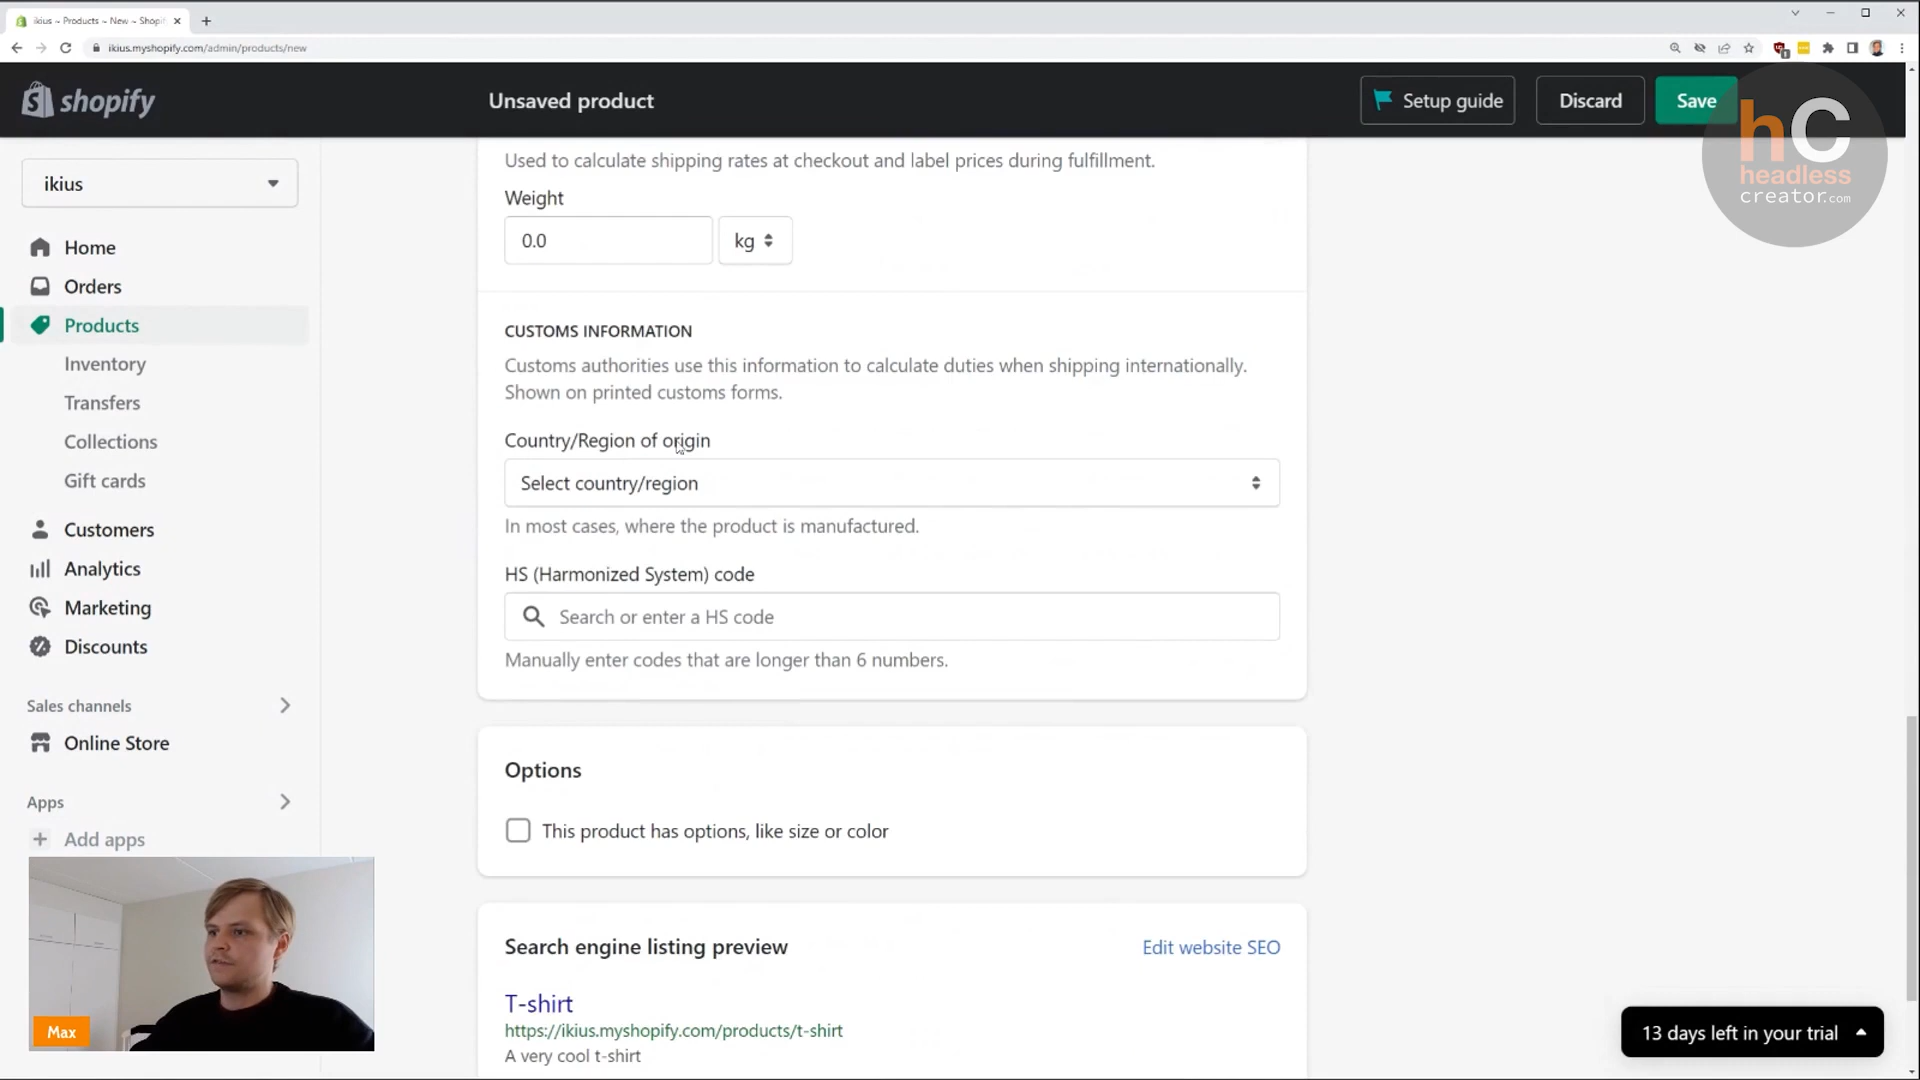 ikius ~ Products ~ New ~ Shopif
ikius.myshopify.com/admin/products/new
shopify
Unsaved product
Setup guide
Discard
Save
hC
headless
creator.com
ikius
Home
Orders
Products
Inventory
Transfers
Collections
Gift cards
Customers
Analytics
Marketing
Discounts
Sales channels
Online Store
Apps
Add apps
Max
Used to calculate shipping rates at checkout and label prices during fulfillment.
Weight
0.0
kg
CUSTOMS INFORMATION
Customs authorities use this information to calculate duties when shipping internationally.
Shown on printed customs forms.
Country/Region of origin
Select country/region
In most cases, where the product is manufactured.
HS (Harmonized System) code
Search or enter a HS code
Manually enter codes that are longer than 6 numbers.
Options
This product has options, like size or color
Search engine listing preview
Edit website SEO
T-shirt
https://ikius.myshopify.com/products/t-shirt
A very cool t-shirt
13 days left in your trial